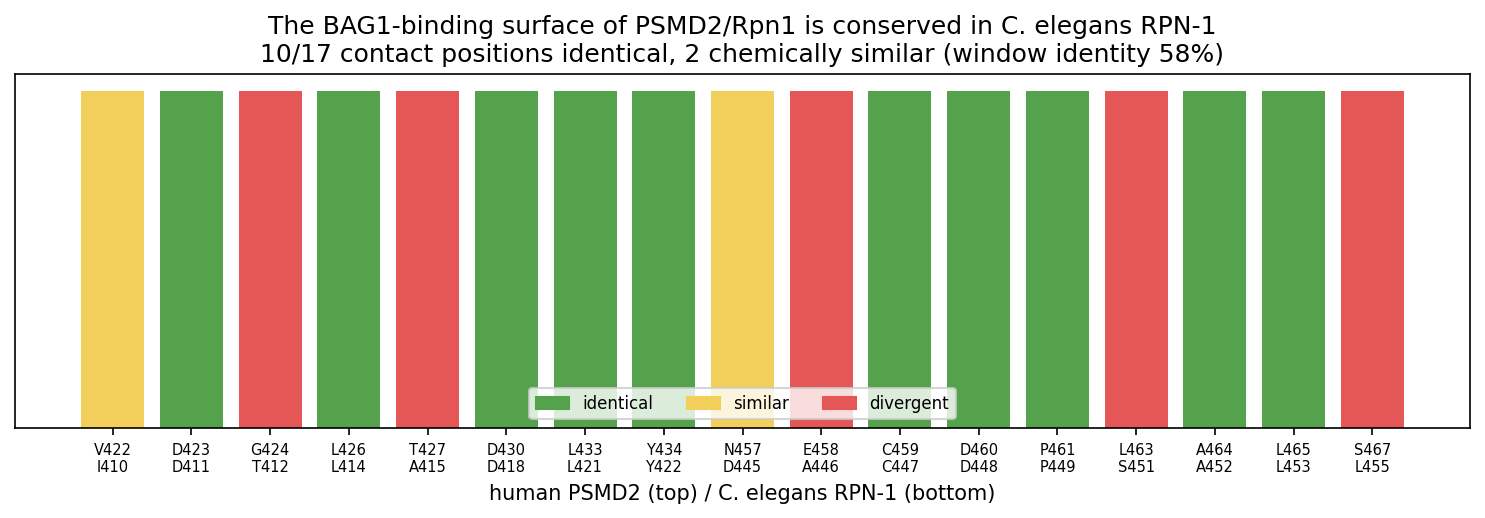 The BAG1-binding surface of PSMD2/Rpn1 is conserved in C. elegans RPN-1
10/17 contact positions identical, 2 chemically similar (window identity 58%)
identical similar divergent
V422 D423 G424 L426 T427 D430 L433 Y434 N457 E458 C459 D460 P461 L463 A464 L465 S467
I410 D411 T412 L414 A415 D418 L421 Y422 D445 A446 C447 D448 P449 S451 A452 L453 L455
human PSMD2 (top) / C. elegans RPN-1 (bottom)